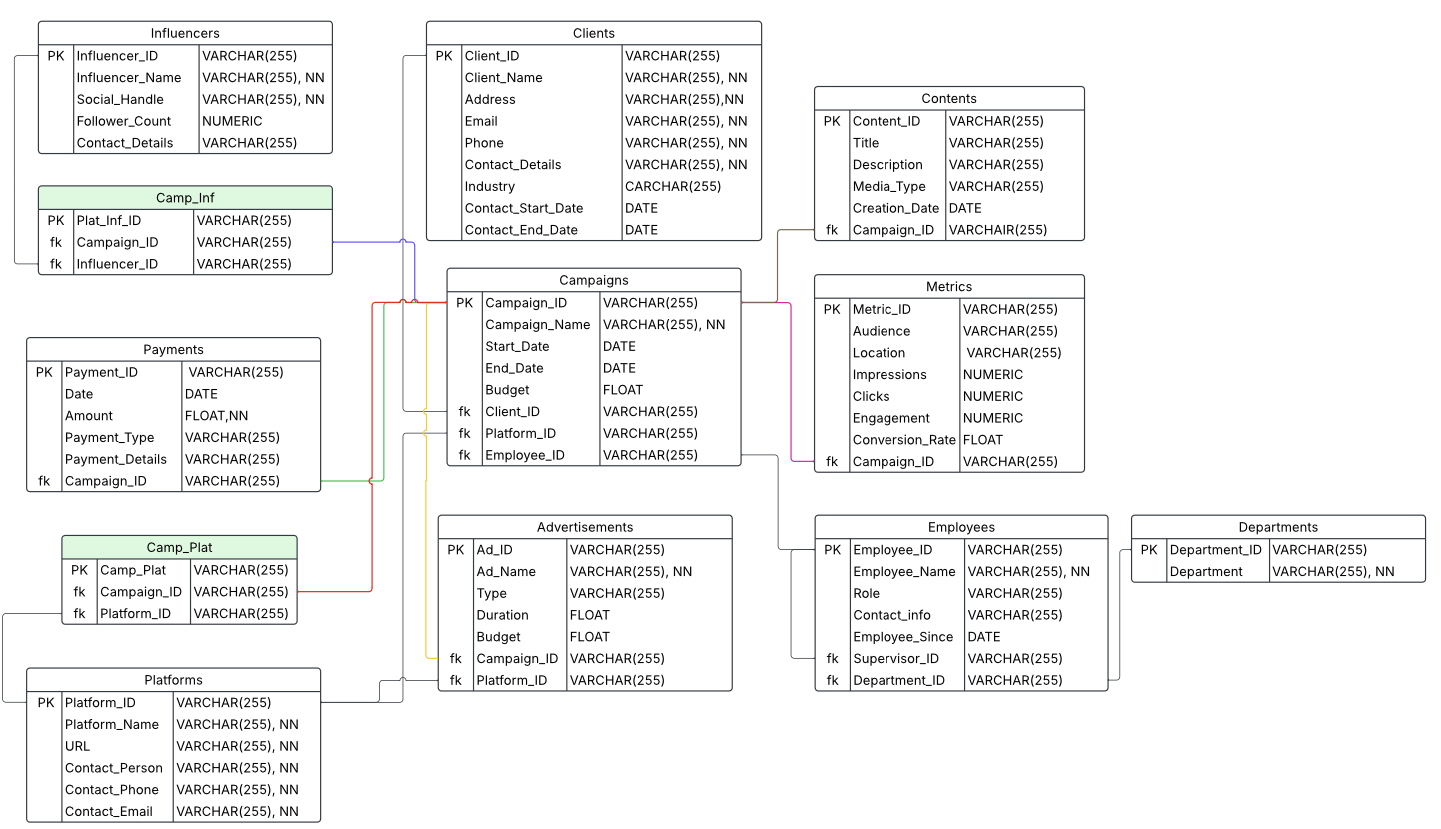 Influencers
PK Influencer_ID VARCHAR(255)
Influencer_Name VARCHAR(255), NN
Social_Handle VARCHAR(255), NN
Follower_Count NUMERIC
Contact_Details VARCHAR(255)
Camp_Inf
PK Plat_Inf_ID VARCHAR(255)
fk Campaign_ID VARCHAR(255)
fk Influencer_ID VARCHAR(255)
Payments
PK Payment_ID VARCHAR(255)
Date DATE
Amount FLOAT,NN
Payment_Type VARCHAR(255)
Payment_Details VARCHAR(255)
fk Campaign_ID VARCHAR(255)
Camp_Plat
PK Camp_Plat VARCHAR(255)
fk Campaign_ID VARCHAR(255)
fk Platform_ID VARCHAR(255)
Platforms
PK Platform_ID VARCHAR(255)
Platform_Name VARCHAR(255), NN
URL VARCHAR(255), NN
Contact_Person VARCHAR(255), NN
Contact_Phone VARCHAR(255), NN
Contact_Email VARCHAR(255), NN
Clients
PK Client_ID VARCHAR(255)
Client_Name VARCHAR(255), NN
Address VARCHAR(255),NN
Email VARCHAR(255), NN
Phone VARCHAR(255), NN
Contact_Details VARCHAR(255), NN
Industry CARCHAR(255)
Contact_Start_Date DATE
Contact_End_Date DATE
Campaigns
PK Campaign_ID VARCHAR(255)
Campaign_Name VARCHAR(255), NN
Start_Date DATE
End_Date DATE
Budget FLOAT
fk Client_ID VARCHAR(255)
fk Platform_ID VARCHAR(255)
fk Employee_ID VARCHAR(255)
Advertisements
PK Ad_ID VARCHAR(255)
Ad_Name VARCHAR(255), NN
Type VARCHAR(255)
Duration FLOAT
Budget FLOAT
fk Campaign_ID VARCHAR(255)
fk Platform_ID VARCHAR(255)
Contents
PK Content_ID VARCHAR(255)
Title VARCHAR(255)
Description VARCHAR(255)
Media_Type VARCHAR(255)
Creation_Date DATE
fk Campaign_ID VARCHAIR(255)
Metrics
PK Metric_ID VARCHAR(255)
Audience VARCHAR(255)
Location VARCHAR(255)
Impressions NUMERIC
Clicks NUMERIC
Engagement NUMERIC
Conversion_Rate FLOAT
fk Campaign_ID VARCHAR(255)
Employees
PK Employee_ID VARCHAR(255)
Employee_Name VARCHAR(255), NN
Role VARCHAR(255)
Contact_info VARCHAR(255)
Employee_Since DATE
fk Supervisor_ID VARCHAR(255)
fk Department_ID VARCHAR(255)
Departments
PK Department_ID VARCHAR(255)
Department VARCHAR(255), NN